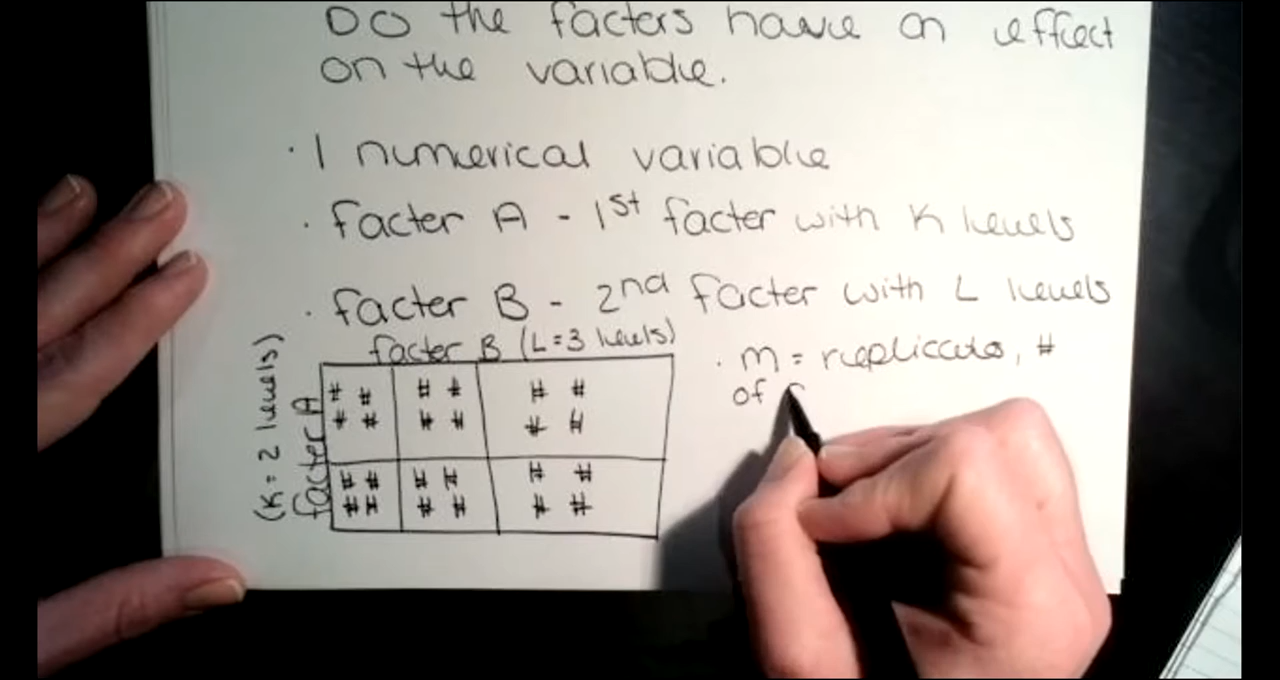 Do the factors have an effect
on the variable.
· 1 numerical variable
· facter A - 1st facter with K levels
· facter B - 2nd facter with L levels
facter B (L=3 levels)
(K = 2 levels)
facter A
# # # # # #
# # # # # #
# # # # # #
# # # # # #
· m = replicates, #
of